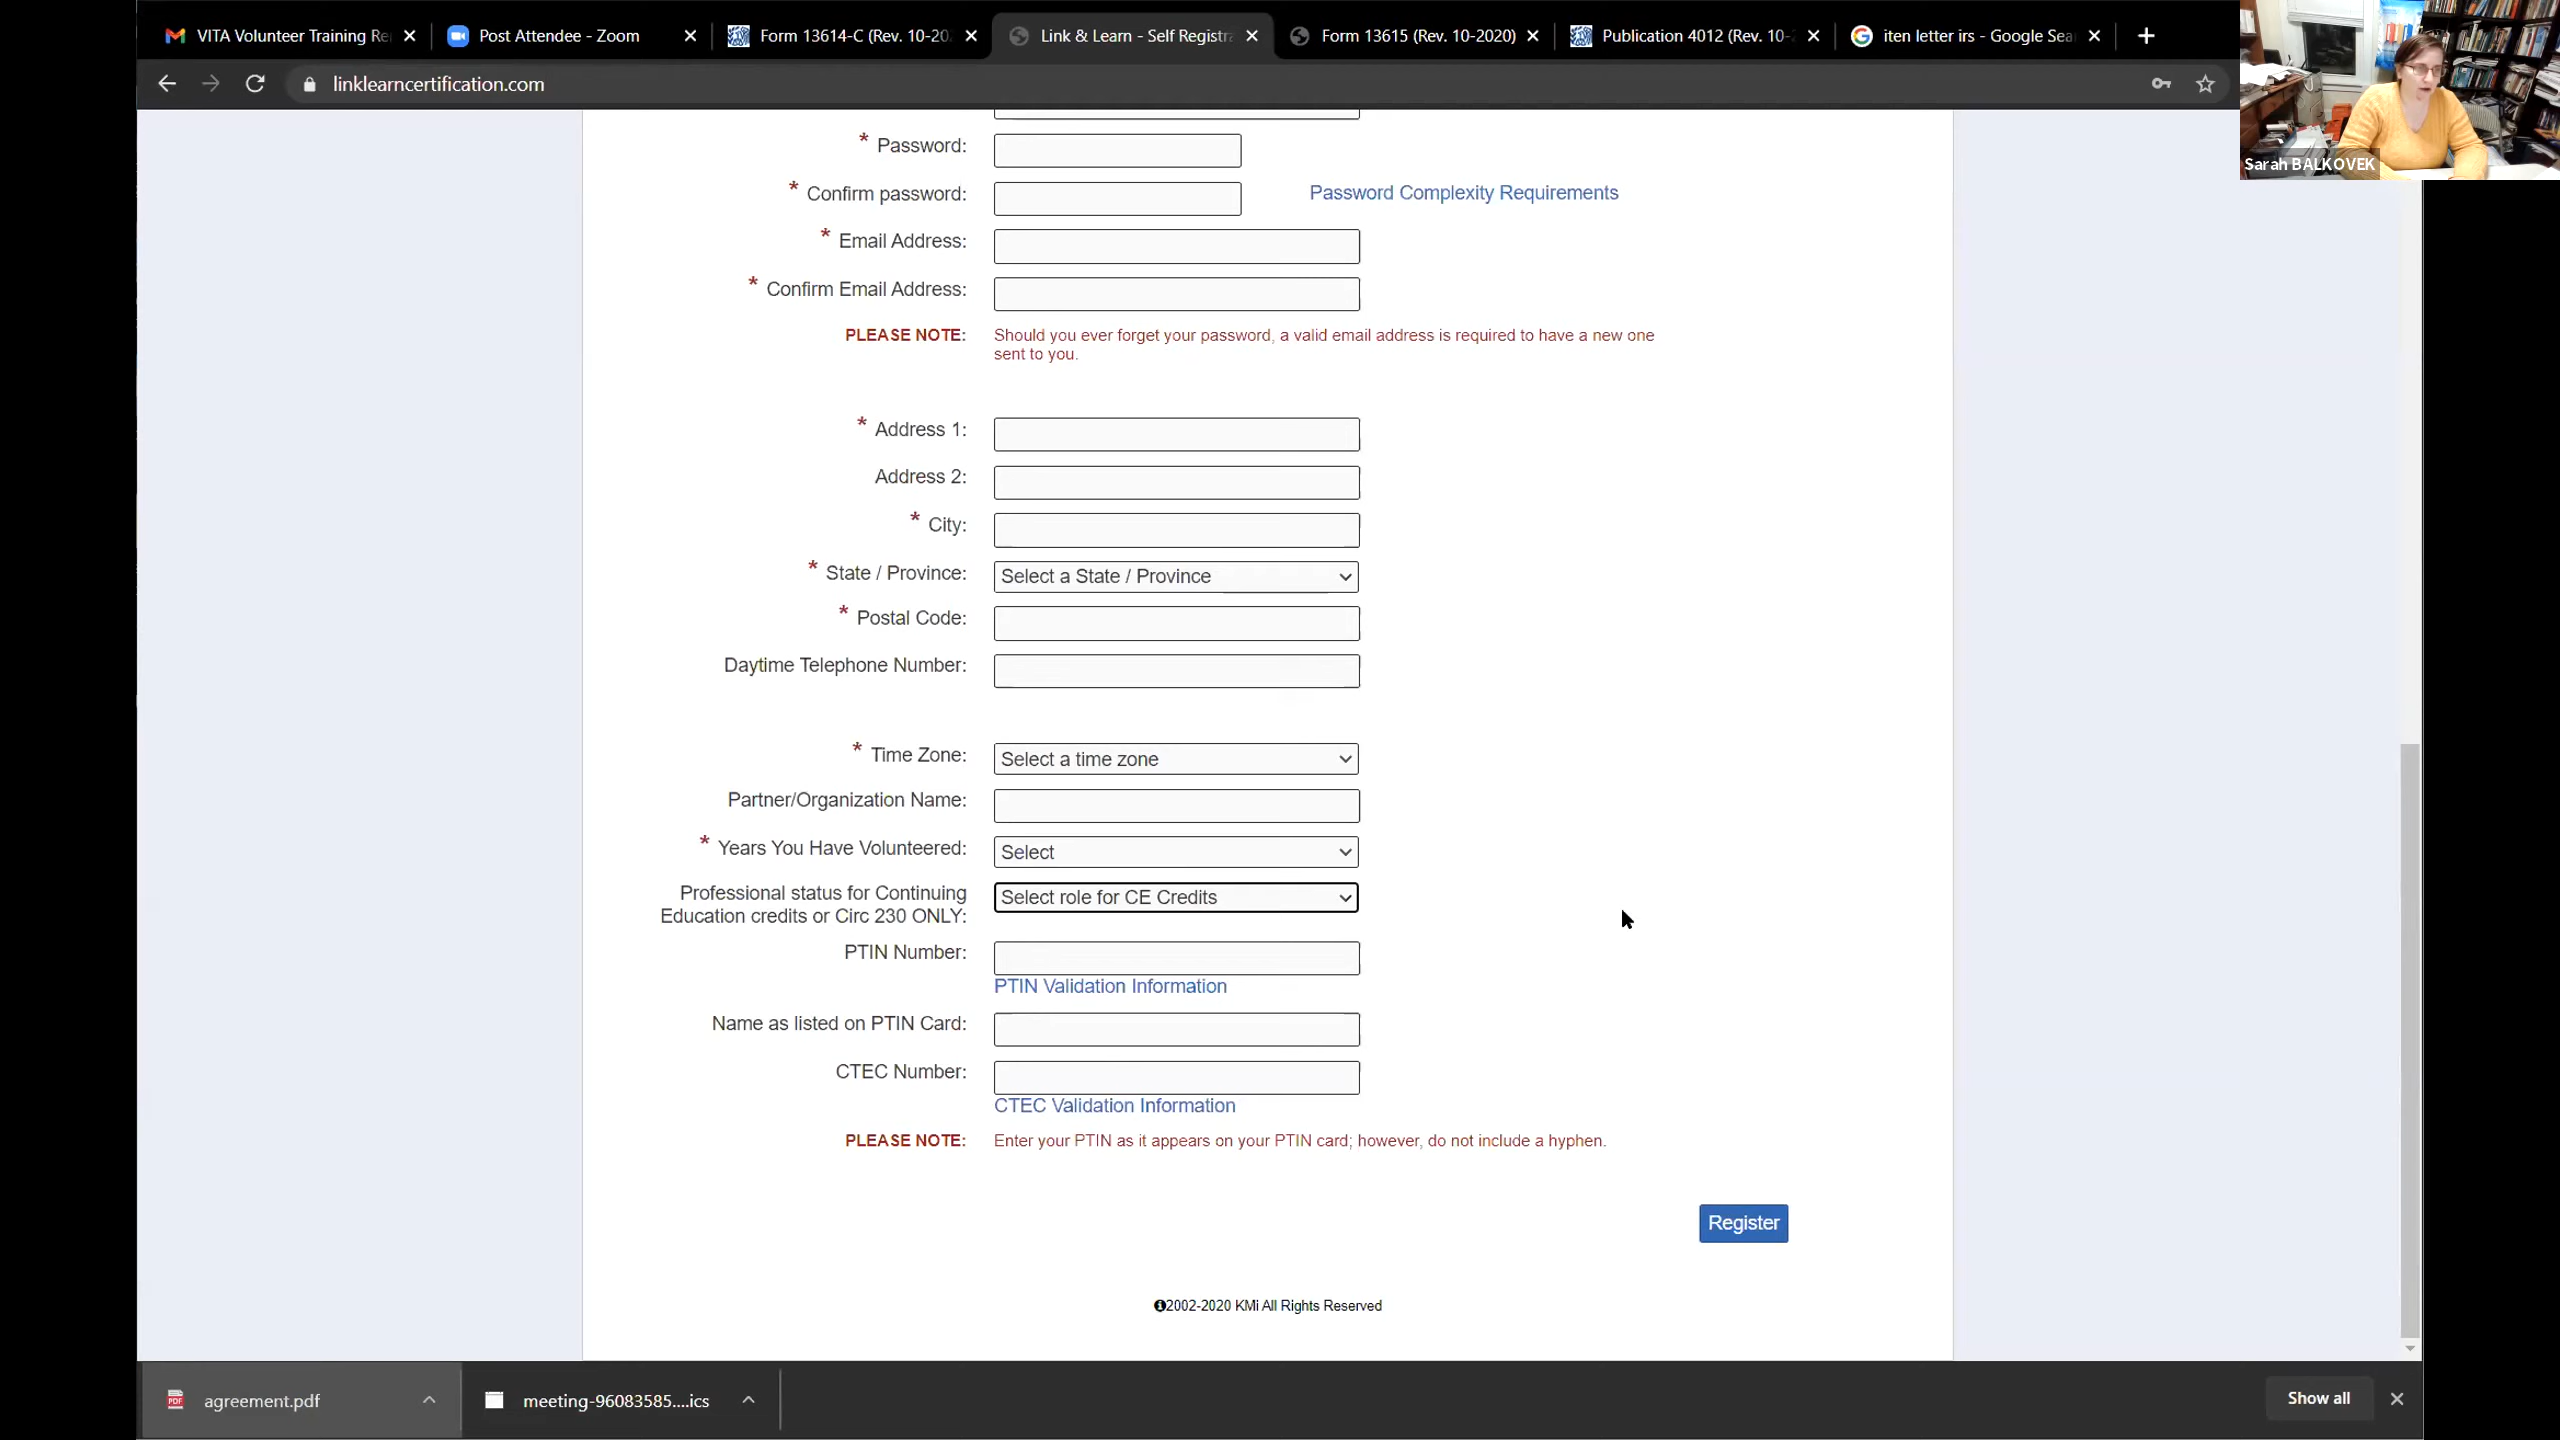 VITA Volunteer Training Re
Post Attendee - Zoom
Form 13614-C (Rev. 10-20
Link & Learn - Self Registra
Form 13615 (Rev. 10-2020)
Publication 4012 (Rev. 10-
iten letter irs - Google Sea
linklearncertification.com
Sarah BALKOVEK
* Password:
* Confirm password:
Password Complexity Requirements
* Email Address:
* Confirm Email Address:
PLEASE NOTE: Should you ever forget your password, a valid email address is required to have a new one
sent to you.
* Address 1:
Address 2:
* City:
* State / Province: Select a State / Province
* Postal Code:
Daytime Telephone Number:
* Time Zone: Select a time zone
Partner/Organization Name:
* Years You Have Volunteered: Select
Professional status for Continuing
Education credits or Circ 230 ONLY:
Select role for CE Credits
PTIN Number:
PTIN Validation Information
Name as listed on PTIN Card:
CTEC Number:
CTEC Validation Information
PLEASE NOTE: Enter your PTIN as it appears on your PTIN card; however, do not include a hyphen.
Register
2002-2020 KMi All Rights Reserved
agreement.pdf
meeting-96083585....ics
Show all